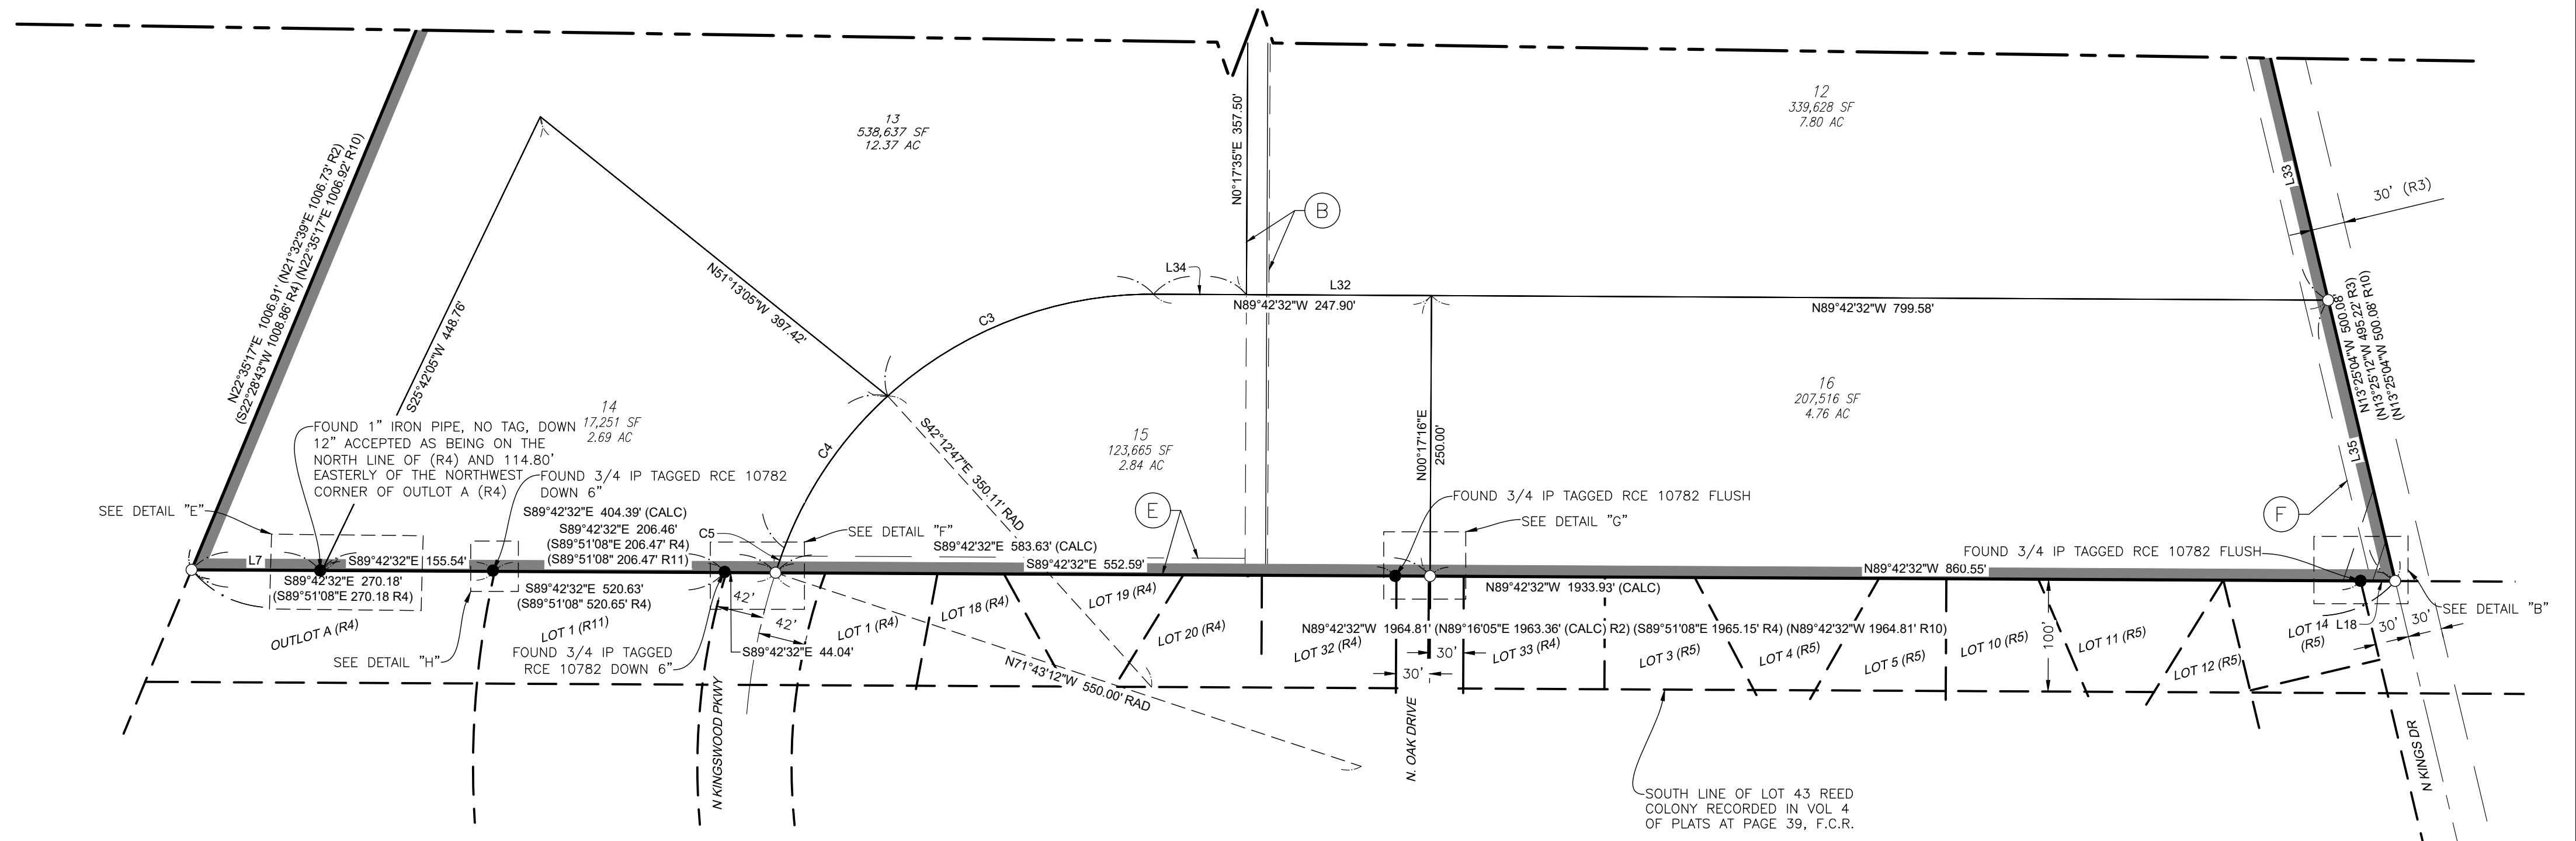 13
538,637 SF
12.37 AC
12
339,628 SF
7.80 AC
N0°17'35"E 357.50'
B
L33
30' (R3)
N22°35'17"E 1006.91' (N21°32'39"E 1006.73' R2)
(S22°28'43"W 1008.86' R4) (N22°35'17"E 1006.92' R10)
S25°42'05"W 448.76'
N51°13'05"W 397.42'
C3
L34
L32
N89°42'32"W 247.90'
N89°42'32"W 799.58'
N13°25'04"W 500.08'
(N13°25'12"W 495.22' R3)
(N13°25'04"W 500.08' R10)
14
17,251 SF
2.69 AC
FOUND 1" IRON PIPE, NO TAG, DOWN
12" ACCEPTED AS BEING ON THE
NORTH LINE OF (R4) AND 114.80'
EASTERLY OF THE NORTHWEST
CORNER OF OUTLOT A (R4)
FOUND 3/4 IP TAGGED RCE 10782
DOWN 6"
C4
S42°12'47"E 350.11' RAD
15
123,665 SF
2.84 AC
N00°17'16"E
250.00'
16
207,516 SF
4.76 AC
L35
SEE DETAIL "E"
S89°42'32"E 404.39' (CALC)
S89°42'32"E 206.46'
(S89°51'08"E 206.47' R4)
(S89°51'08" 206.47' R11)
C5
SEE DETAIL "F"
E
FOUND 3/4 IP TAGGED RCE 10782 FLUSH
SEE DETAIL "G"
F
FOUND 3/4 IP TAGGED RCE 10782 FLUSH
S89°42'32"E 583.63' (CALC)
S89°42'32"E 552.59'
L7
S89°42'32"E 155.54'
S89°42'32"E 270.18'
(S89°51'08"E 270.18 R4)
S89°42'32"E 520.63'
(S89°51'08" 520.65' R4)
N89°42'32"W 860.55'
N89°42'32"W 1933.93' (CALC)
42'
42'
OUTLOT A (R4)
LOT 1 (R11)
SEE DETAIL "H"
FOUND 3/4 IP TAGGED
RCE 10782 DOWN 6"
S89°42'32"E 44.04'
LOT 1 (R4)
LOT 18 (R4)
LOT 19 (R4)
LOT 20 (R4)
N89°42'32"W 1964.81' (N89°16'05"E 1963.36' (CALC) R2) (S89°51'08"E 1965.15' R4) (N89°42'32"W 1964.81' R10)
LOT 32 (R4)
30'
30'
LOT 33 (R4)
LOT 3 (R5)
LOT 4 (R5)
LOT 5 (R5)
LOT 10 (R5)
100'
LOT 11 (R5)
LOT 12 (R5)
LOT 14
(R5)
L18
30'
30'
SEE DETAIL "B"
N71°43'12"W 550.00' RAD
N KINGSWOOD PKWY
N. OAK DRIVE
N KINGS DR
SOUTH LINE OF LOT 43 REED
COLONY RECORDED IN VOL 4
OF PLATS AT PAGE 39, F.C.R.